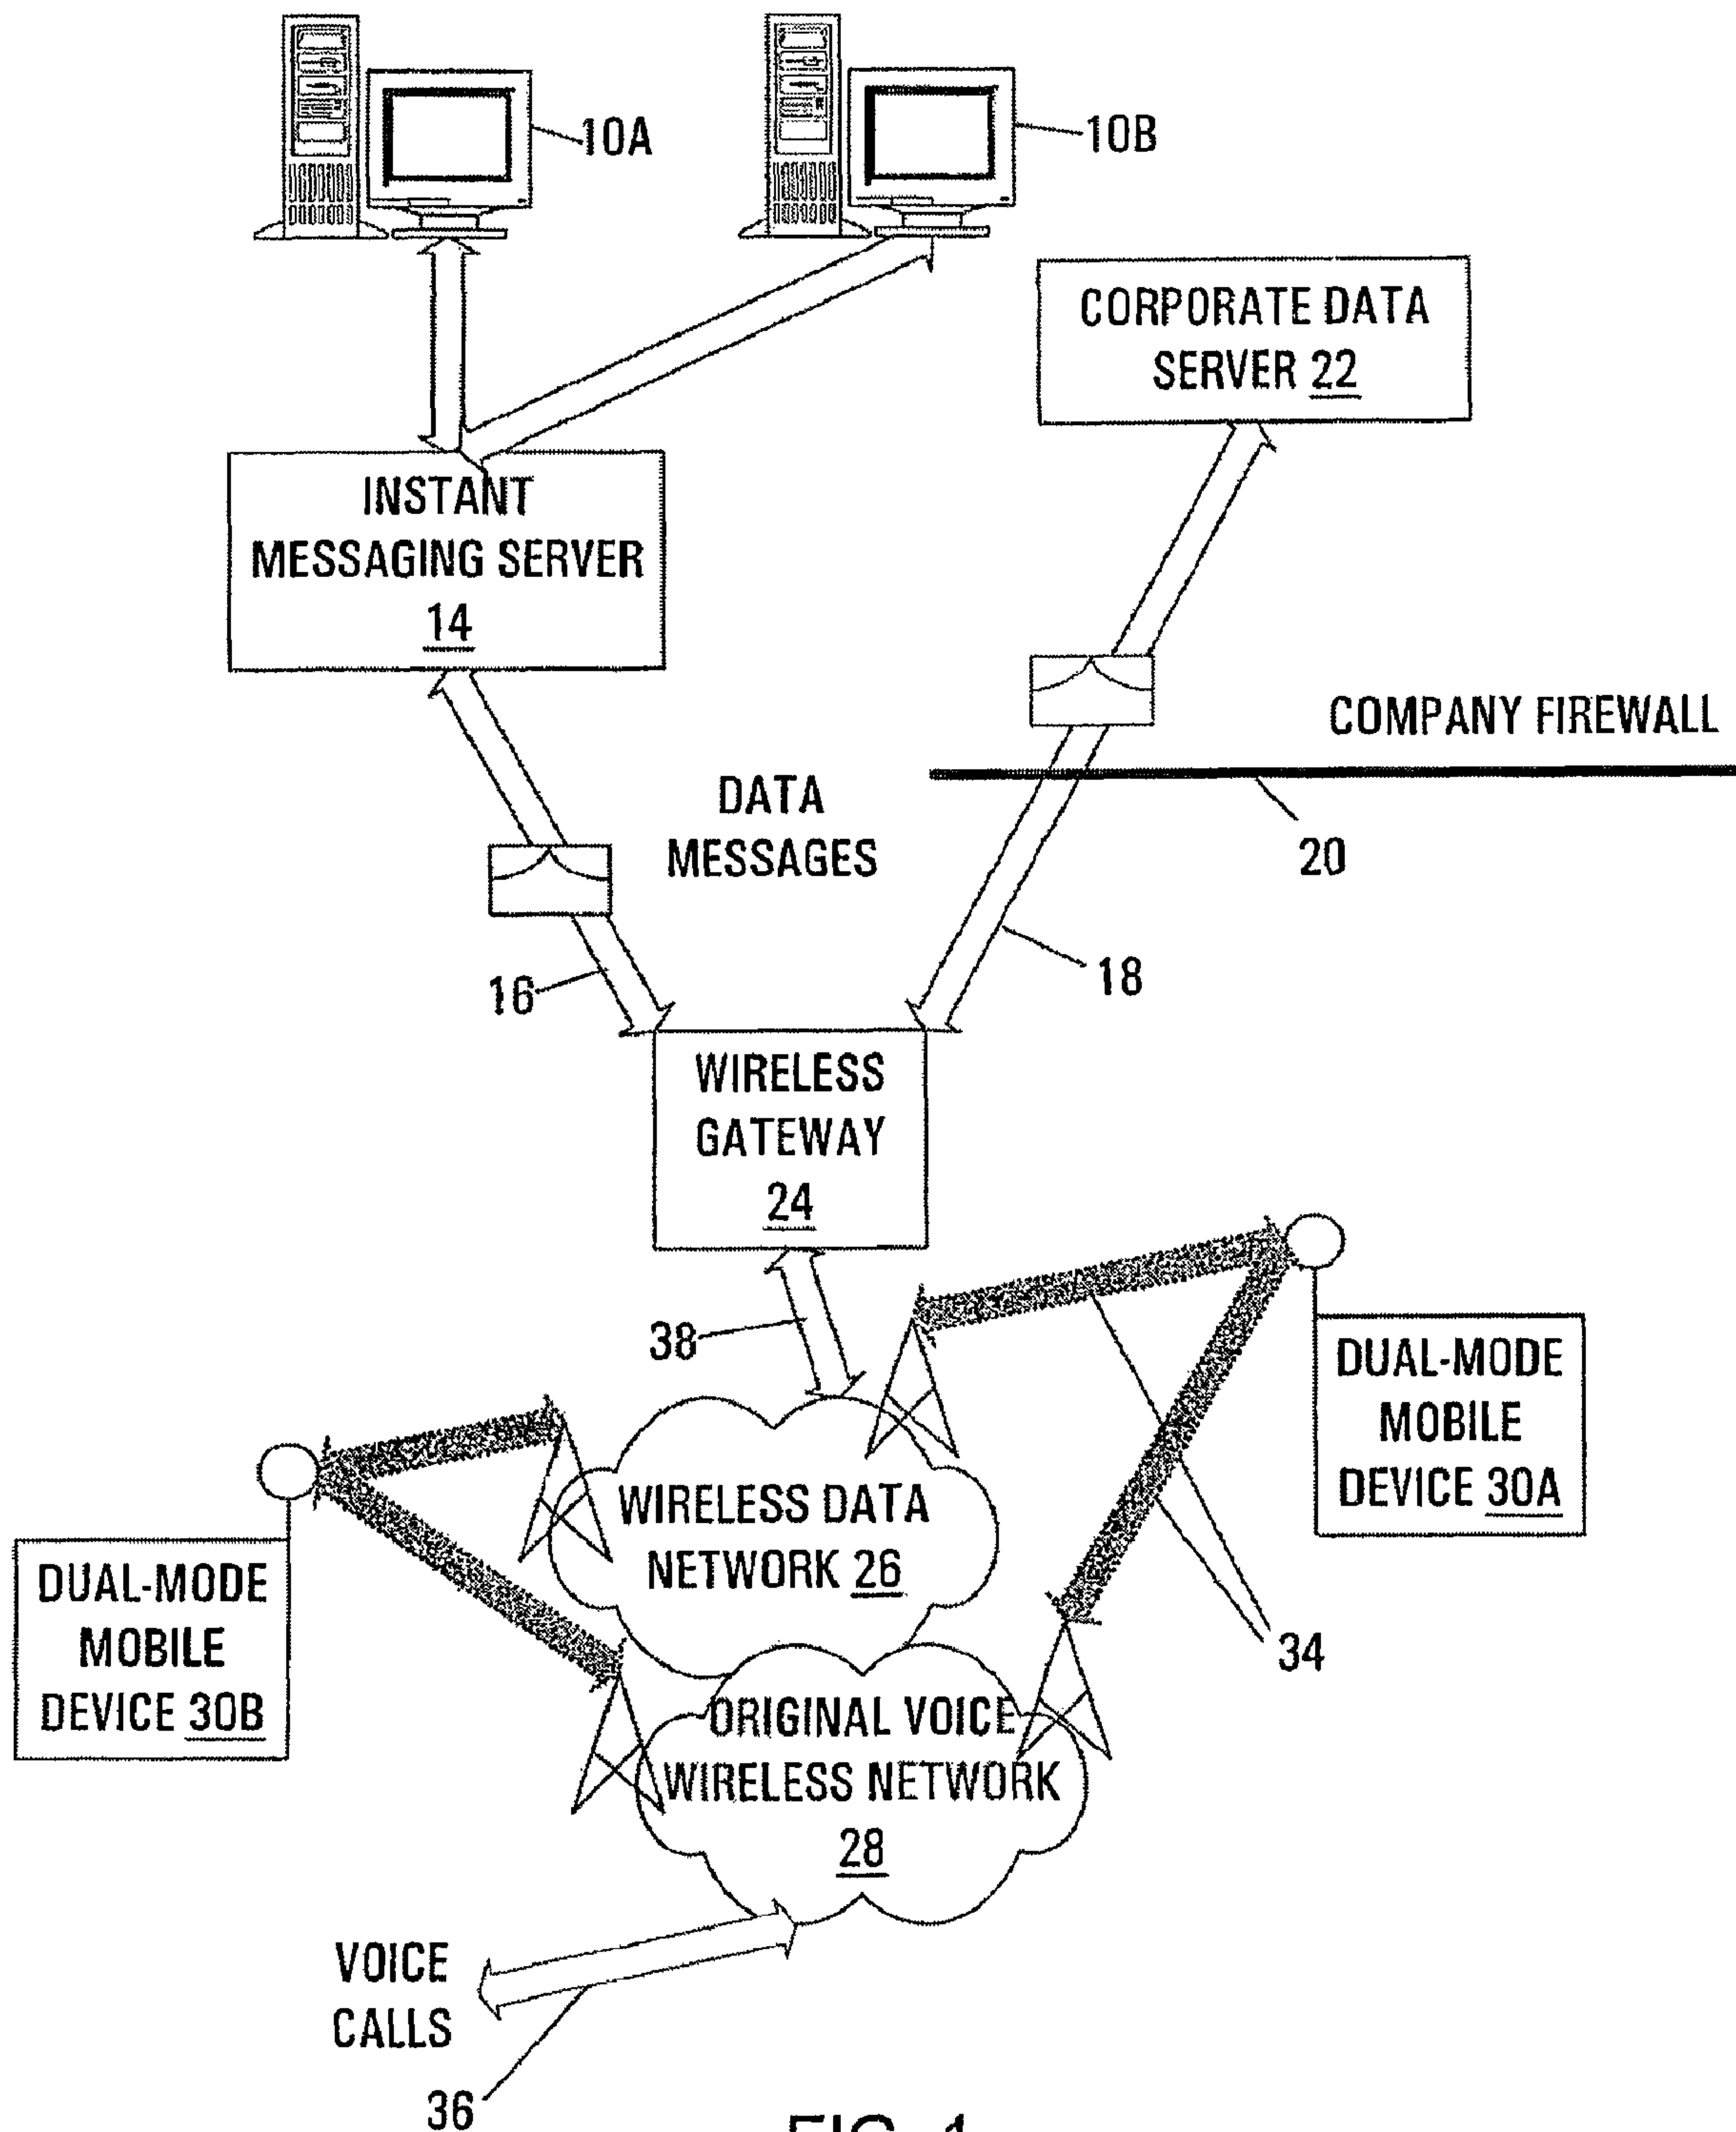 10A
10B
CORPORATE DATA
SERVER 22
INSTANT
MESSAGING SERVER
14
COMPANY FIREWALL
20
DATA
MESSAGES
16
18
WIRELESS
GATEWAY
24
38
DUAL-MODE
MOBILE
DEVICE 30A
WIRELESS DATA
NETWORK 26
DUAL-MODE
MOBILE
DEVICE 30B
34
ORIGINAL VOICE
WIRELESS NETWORK
28
VOICE
CALLS
36
FIG. 1